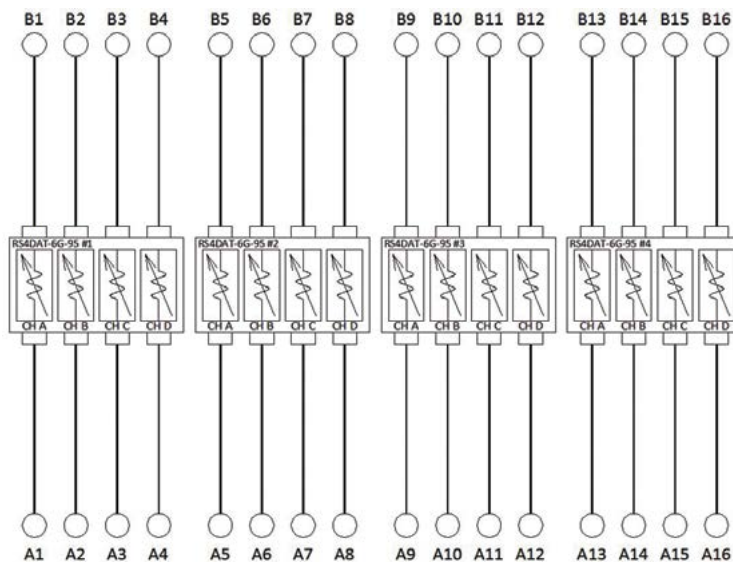 B1 B2 B3 B4 B5 B6 B7 B8 B9 B10 B11 B12 B13 B14 B15 B16
RS4DAT-6G-95 #1 RS4DAT-6G-95 #2 RS4DAT-6G-95 #3 RS4DAT-6G-95 #4
CH A CH B CH C CH D CH A CH B CH C CH D CH A CH B CH C CH D CH A CH B CH C CH D
A1 A2 A3 A4 A5 A6 A7 A8 A9 A10 A11 A12 A13 A14 A15 A16